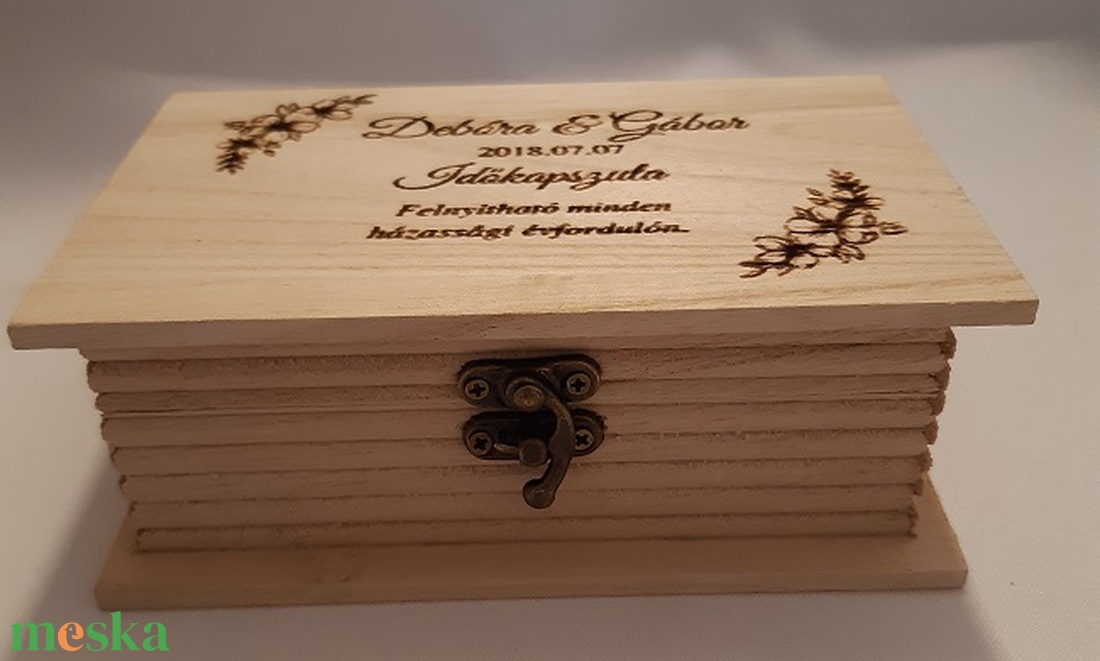 Debóra & Gábor
2018.07.07
Időkapszula
Felnyitható minden
házassági évfordulón.
meska